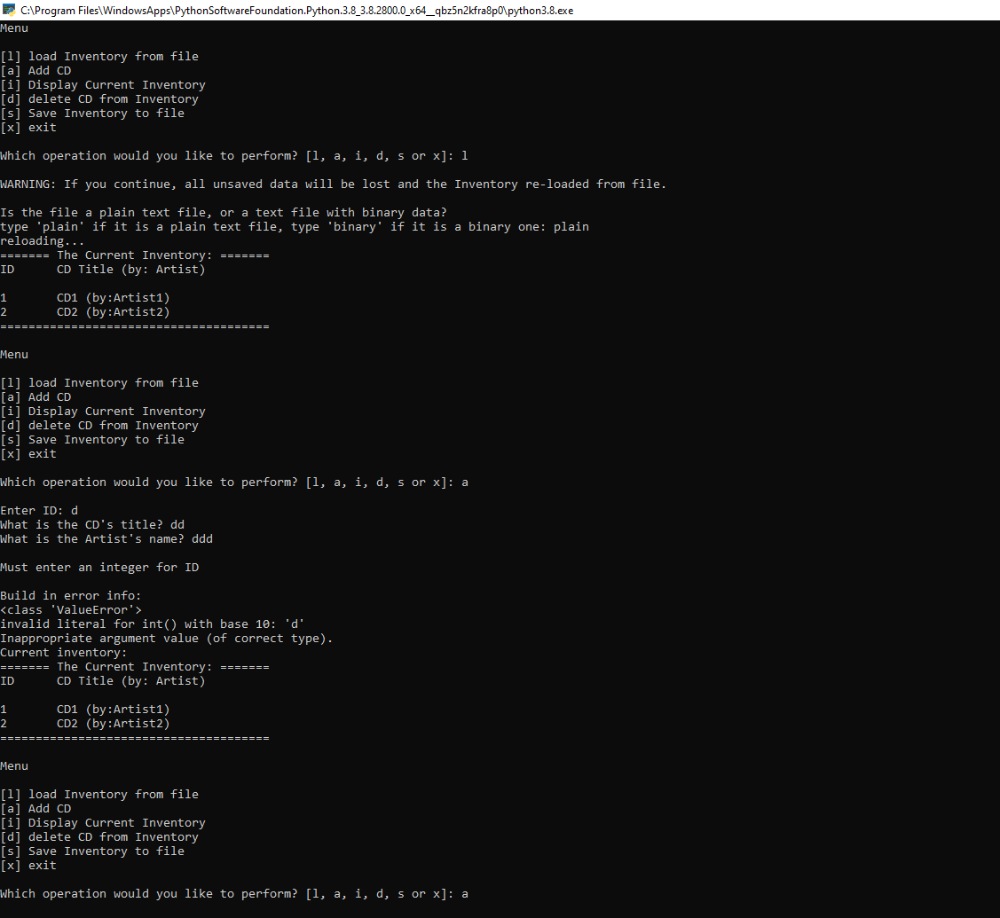 C:\Program Files\WindowsApps\PythonSoftwareFoundation.Python.3.8_3.8.2800.0_x64__qbz5n2kfra8p0\python3.8.exe
Menu
[l] load Inventory from file
[a] Add CD
[i] Display Current Inventory
[d] delete CD from Inventory
[s] Save Inventory to file
[x] exit
Which operation would you like to perform? [l, a, i, d, s or x]: l
WARNING: If you continue, all unsaved data will be lost and the Inventory re-loaded from file.
Is the file a plain text file, or a text file with binary data?
type 'plain' if it is a plain text file, type 'binary' if it is a binary one: plain
reloading...
======= The Current Inventory: =======
ID      CD Title (by: Artist)
1       CD1 (by:Artist1)
2       CD2 (by:Artist2)
======================================
Menu
[l] load Inventory from file
[a] Add CD
[i] Display Current Inventory
[d] delete CD from Inventory
[s] Save Inventory to file
[x] exit
Which operation would you like to perform? [l, a, i, d, s or x]: a
Enter ID: d
What is the CD's title? dd
What is the Artist's name? ddd
Must enter an integer for ID
Build in error info:
<class 'ValueError'>
invalid literal for int() with base 10: 'd'
Inappropriate argument value (of correct type).
Current inventory:
======= The Current Inventory: =======
ID      CD Title (by: Artist)
1       CD1 (by:Artist1)
2       CD2 (by:Artist2)
======================================
Menu
[l] load Inventory from file
[a] Add CD
[i] Display Current Inventory
[d] delete CD from Inventory
[s] Save Inventory to file
[x] exit
Which operation would you like to perform? [l, a, i, d, s or x]: a